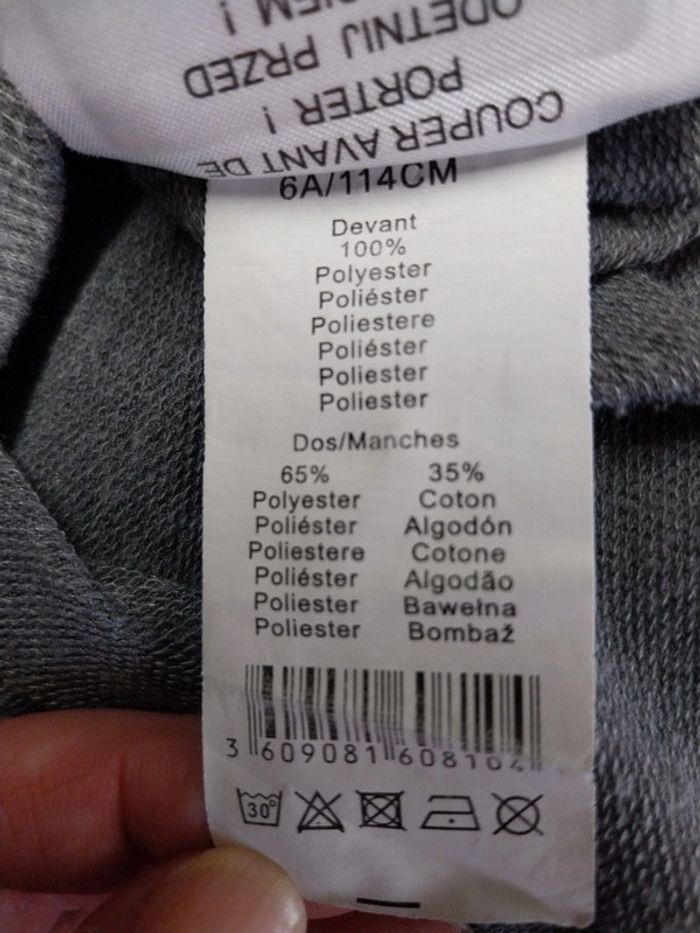 COUPER AVANT DE
PORTER !
ODETNIJ PRZED
6A/114CM
Devant
100%
Polyester
Poliéster
Poliestere
Poliéster
Poliester
Poliester
Dos/Manches
65% 35%
Polyester Coton
Poliéster Algodón
Poliestere Cotone
Poliéster Algodão
Poliester Bawełna
Poliester Bombaž
3 609081 608104
30°